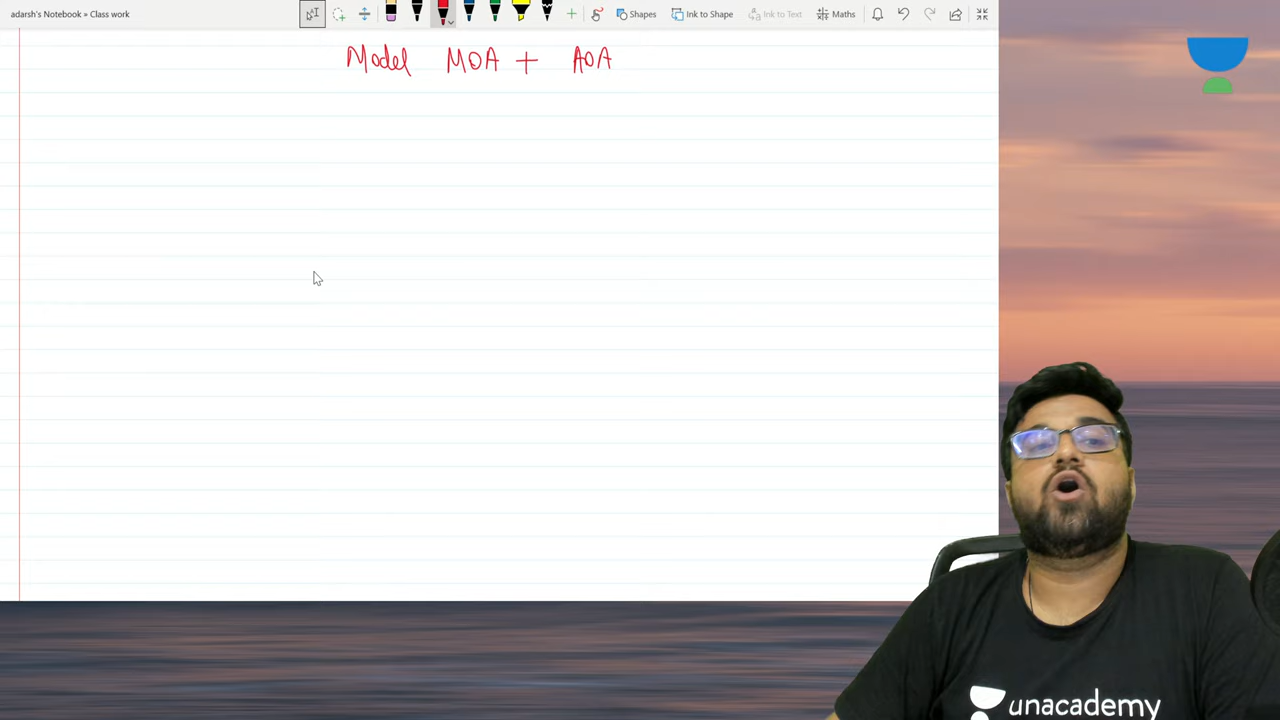 adarsh's Notebook » Class work
Shapes
Ink to Shape
Ink to Text
Maths
Model MOA + AOA
unacademy